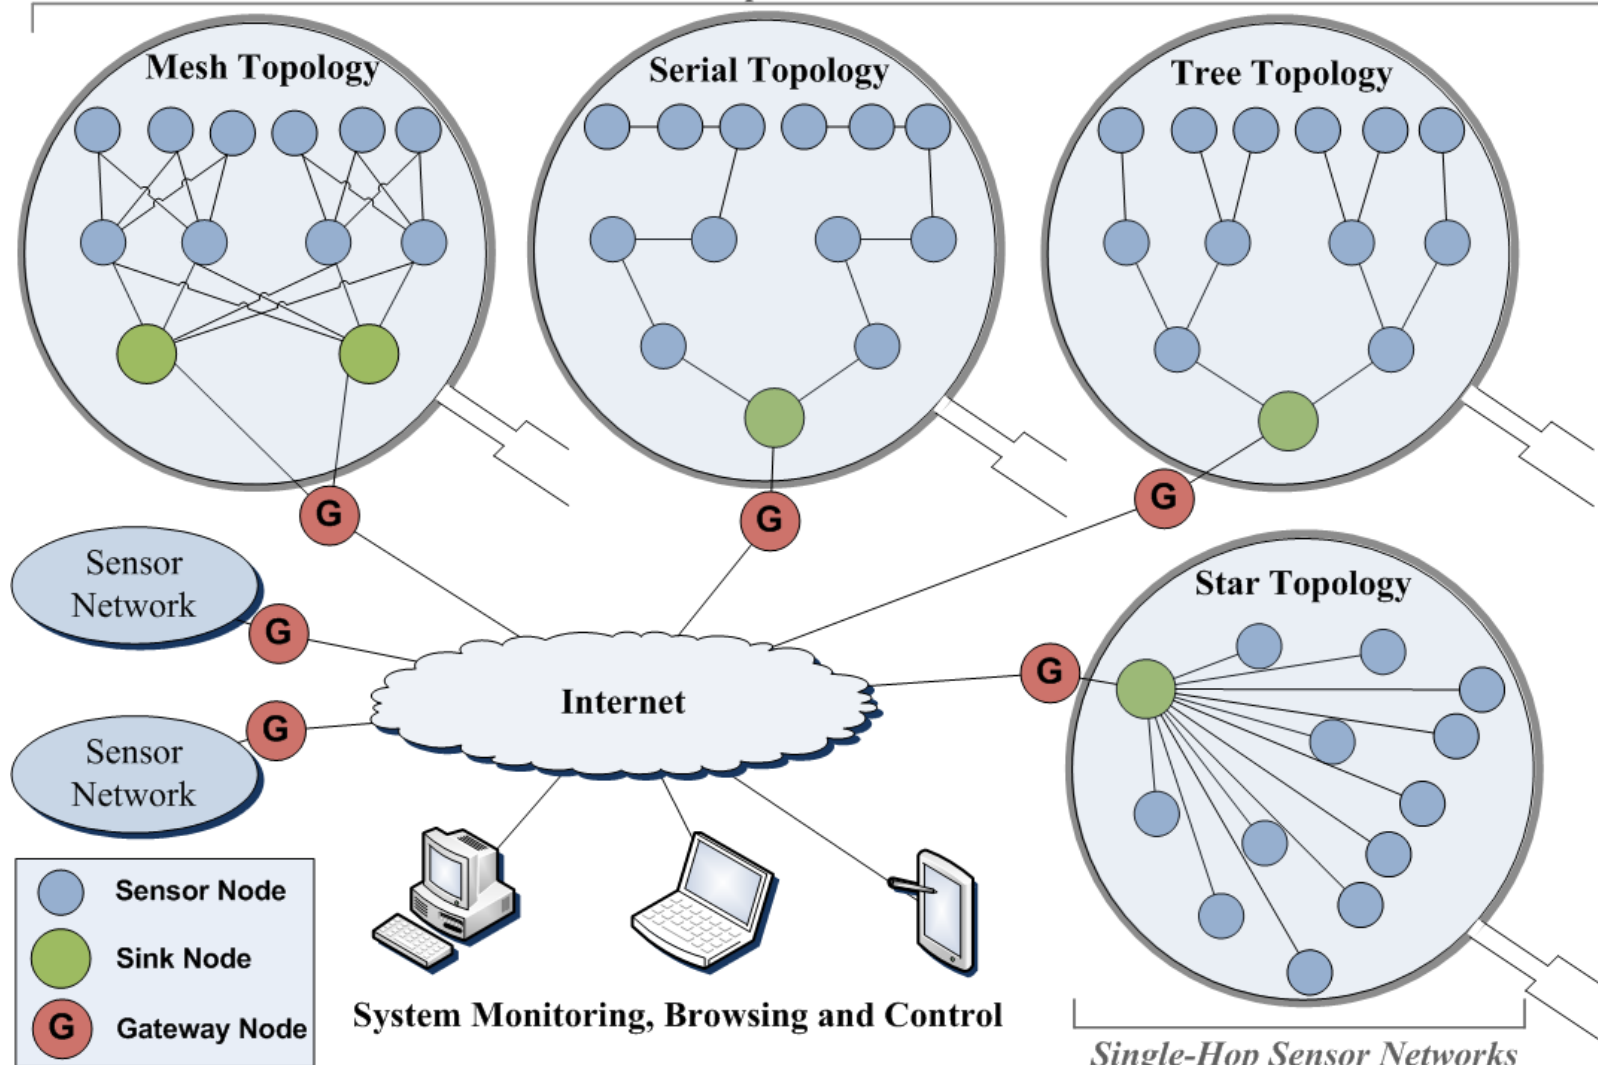 Mesh Topology
Serial Topology
Tree Topology
G
G
G
Sensor
Network
G
Star Topology
G
Internet
Sensor
Network
G
Sensor Node
Sink Node
G
Gateway Node
System Monitoring, Browsing and Control
Single-Hop Sensor Networks